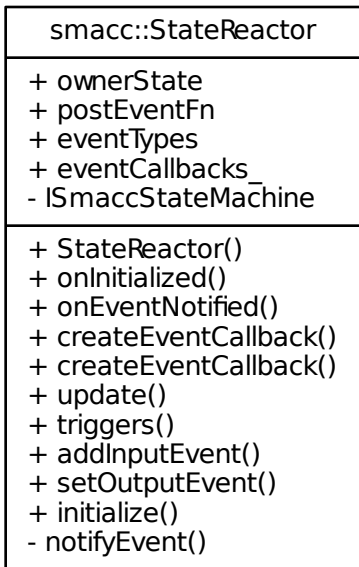 smacc::StateReactor
+ ownerState
+ postEventFn
+ eventTypes
+ eventCallbacks_
- ISmaccStateMachine
+ StateReactor()
+ onInitialized()
+ onEventNotified()
+ createEventCallback()
+ createEventCallback()
+ update()
+ triggers()
+ addInputEvent()
+ setOutputEvent()
+ initialize()
- notifyEvent()